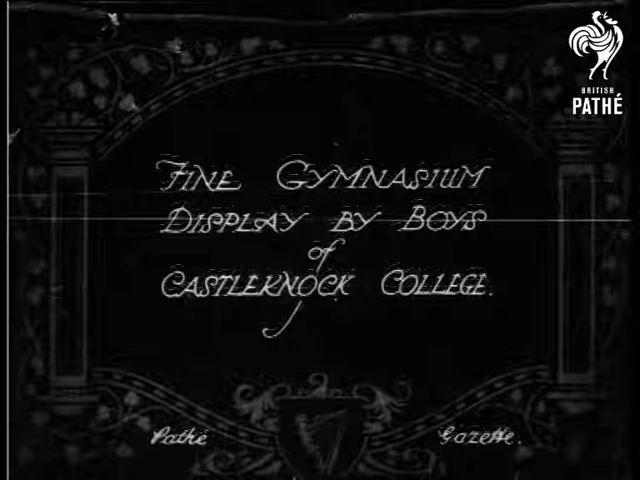 BRITISH
PATHÉ
FINE GYMNASIUM
DISPLAY BY BOYS
of
CASTLEKNOCK COLLEGE.
Pathé Gazette.